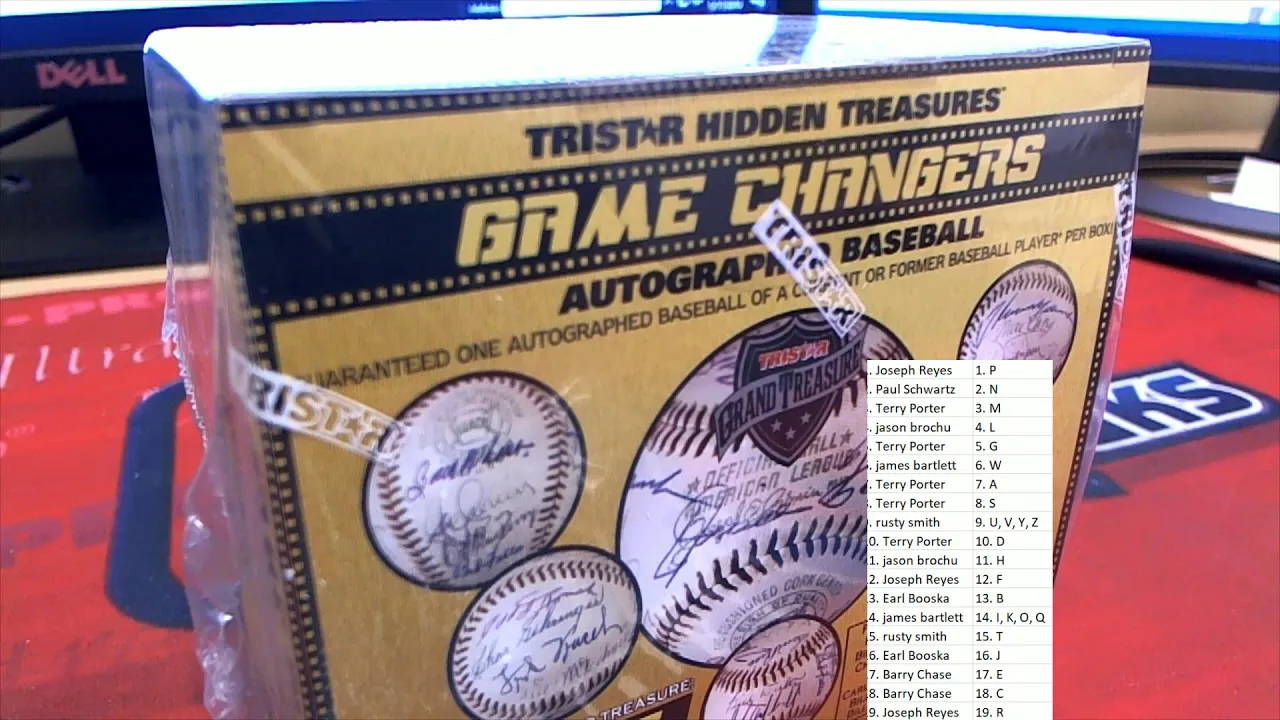 DELL
TRISTAR HIDDEN TREASURES
GAME CHANGERS
AUTOGRAPHED BASEBALL
GUARANTEED ONE AUTOGRAPHED BASEBALL OF A CURRENT OR FORMER BASEBALL PLAYER* PER BOX!
TRISTAR
TRISTAR
TRISTAR
GRAND TREASURE
OFFICIAL BALL
AMERICAN LEAGUE
TREASURE!
Ultra
. Joseph Reyes 1. P
. Paul Schwartz 2. N
. Terry Porter 3. M
. jason brochu 4. L
. Terry Porter 5. G
. james bartlett 6. W
. Terry Porter 7. A
. Terry Porter 8. S
. rusty smith 9. U, V, Y, Z
0. Terry Porter 10. D
1. jason brochu 11. H
2. Joseph Reyes 12. F
3. Earl Booska 13. B
4. james bartlett 14. I, K, O, Q
5. rusty smith 15. T
6. Earl Booska 16. J
7. Barry Chase 17. E
8. Barry Chase 18. C
9. Joseph Reyes 19. R